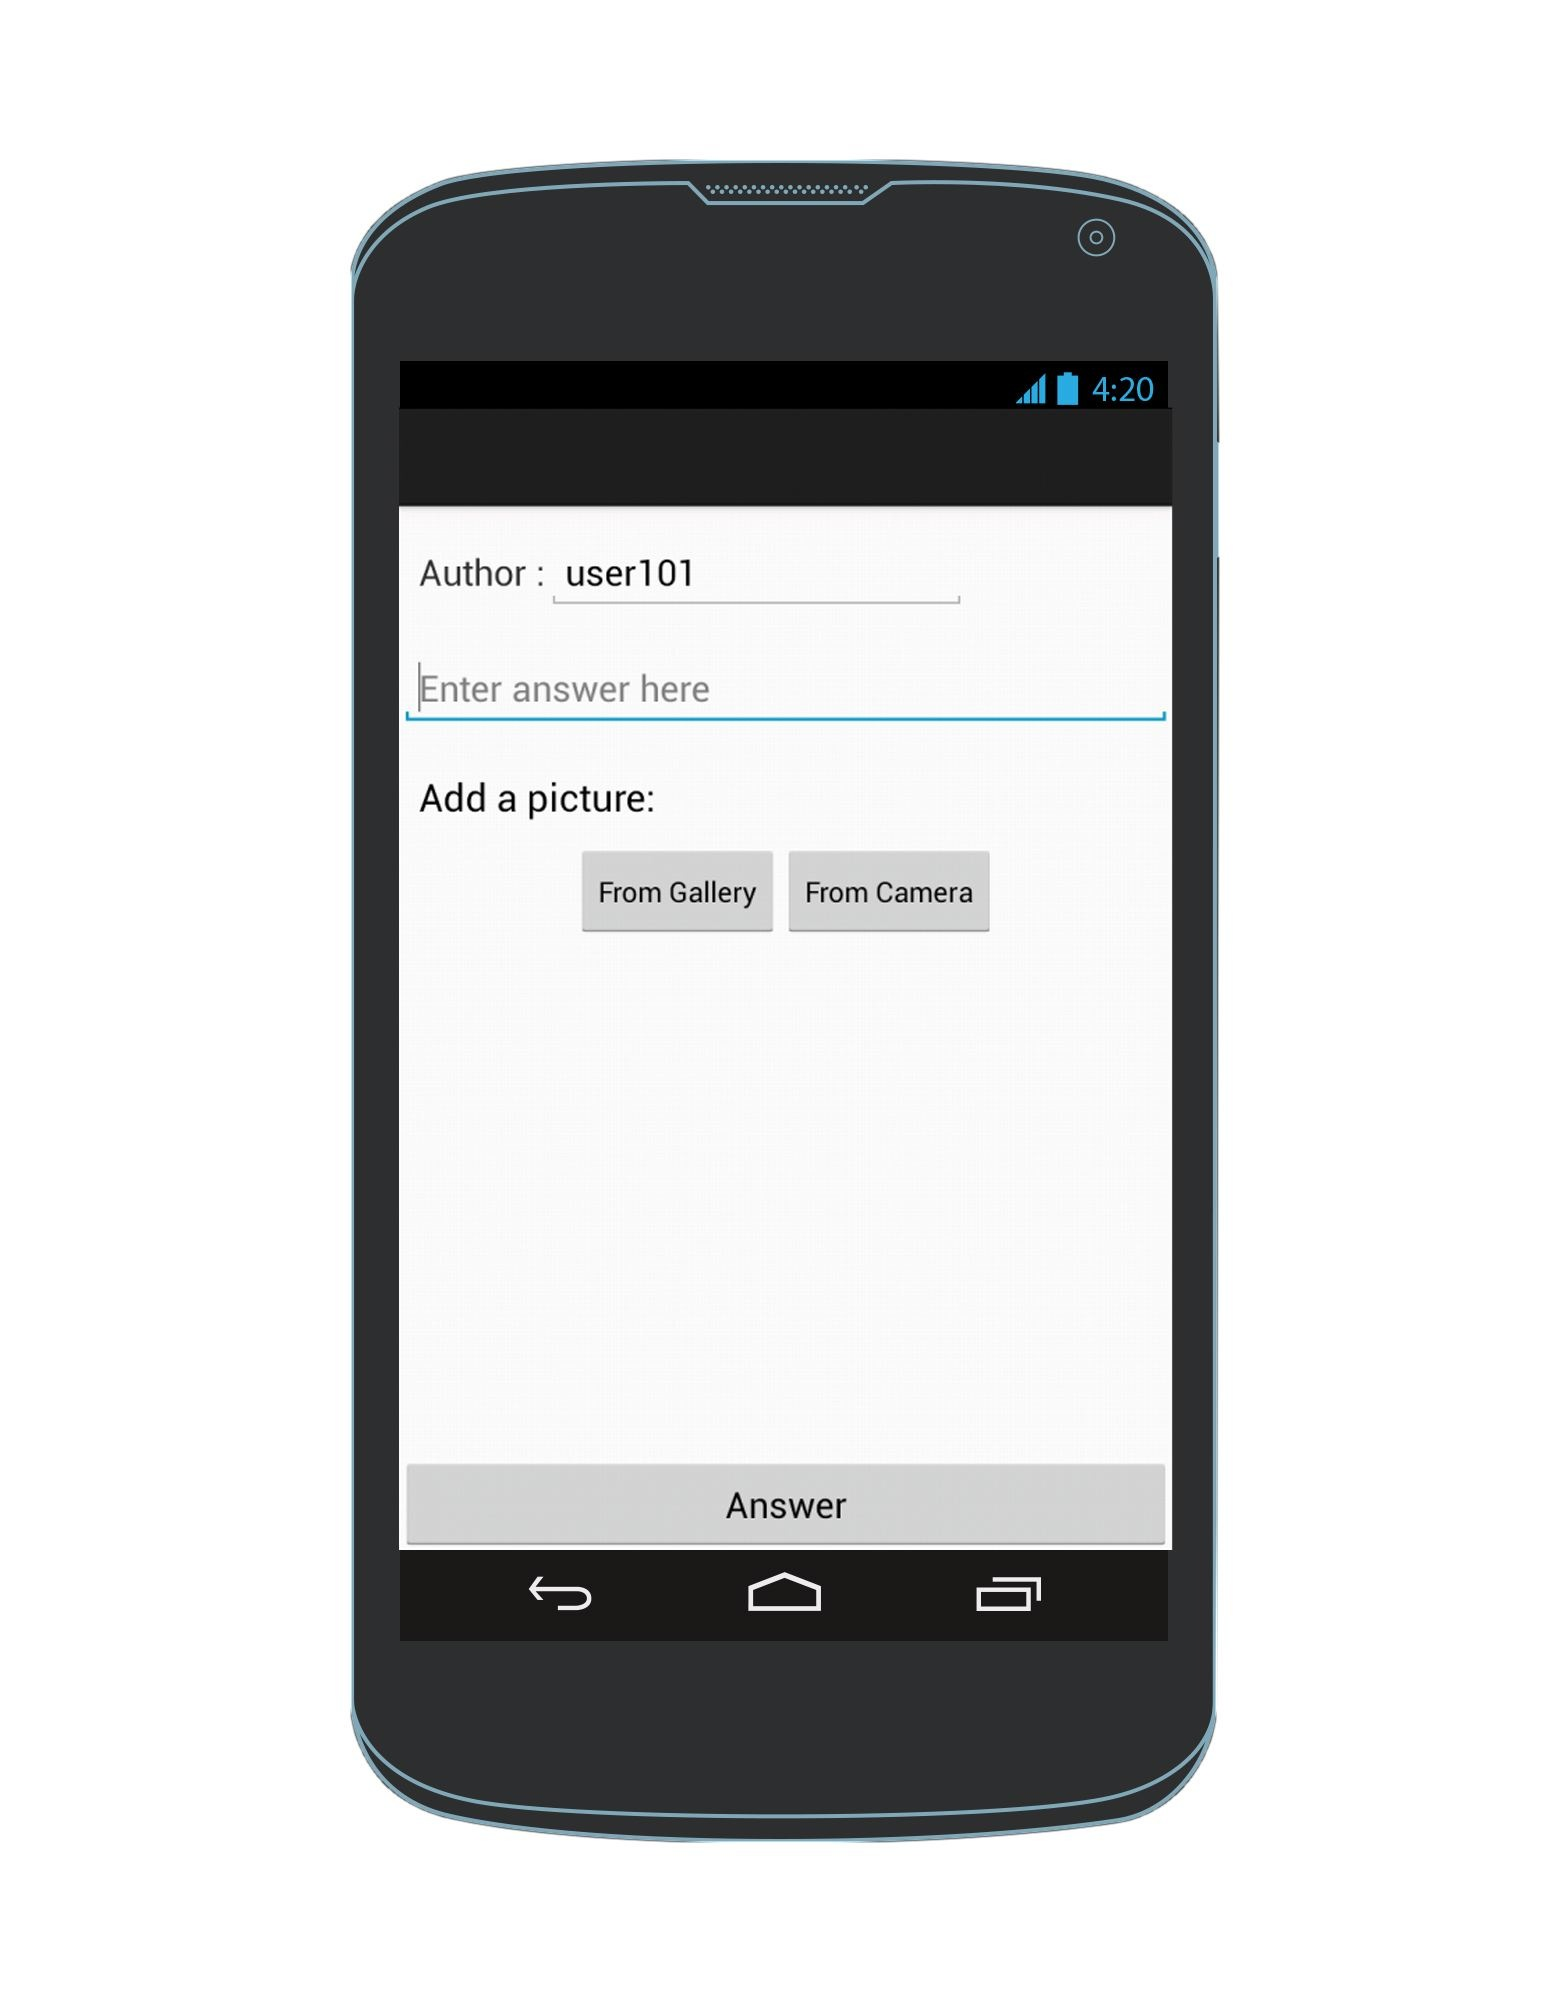 4:20
Author : user101
Enter answer here
Add a picture:
From Gallery From Camera
Answer